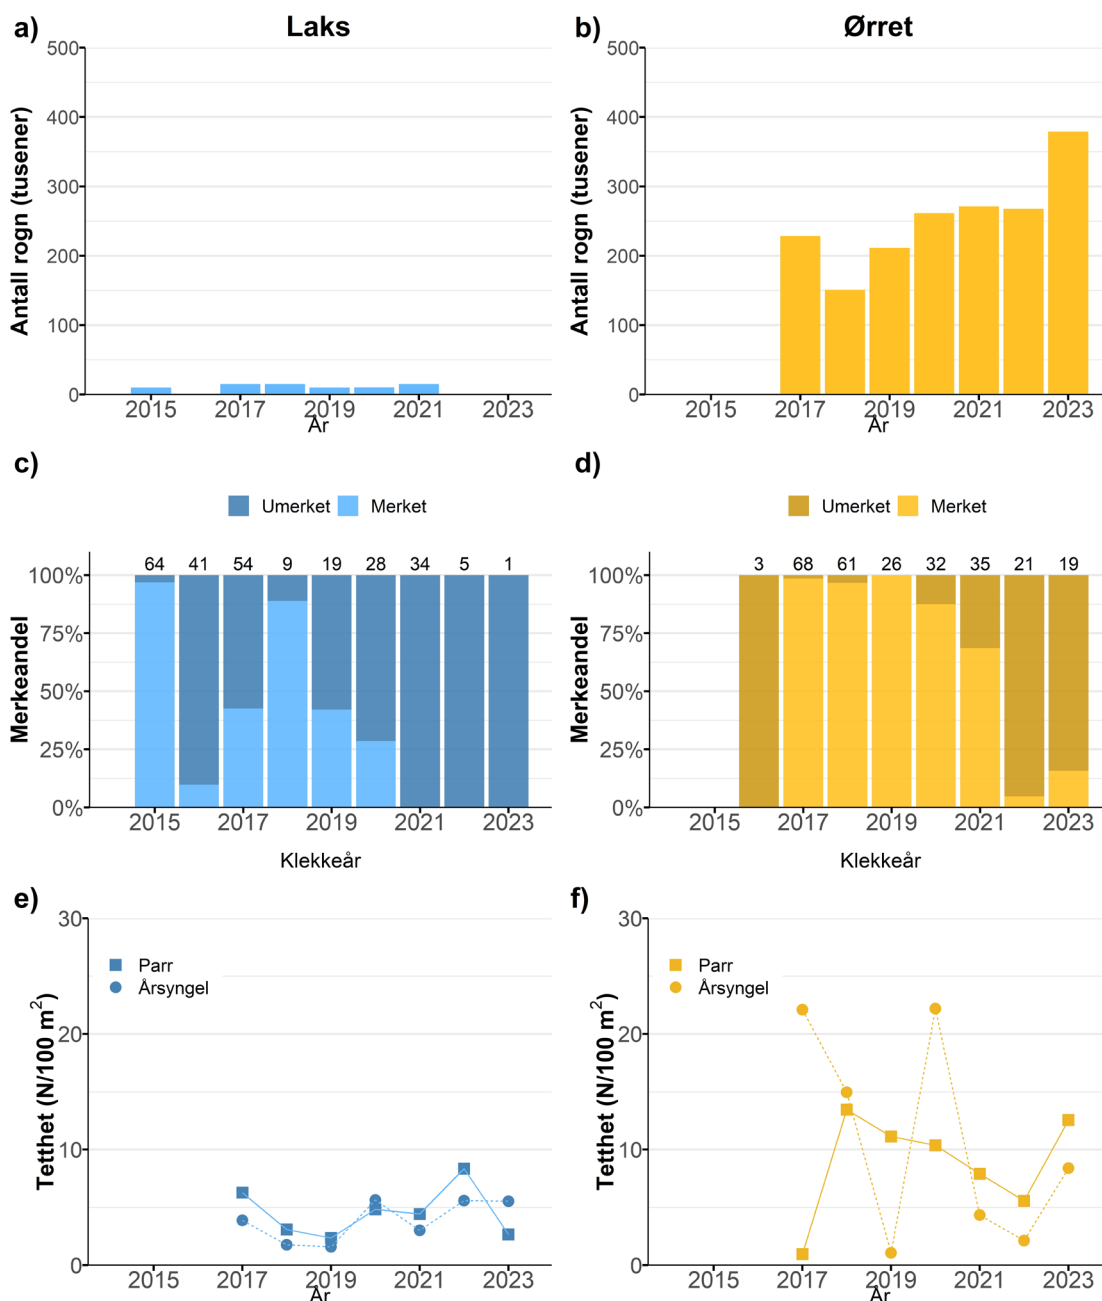 a) Laks
b) Ørret
Antall rogn (tusener)
500
400
300
200
100
0
2015 2017 2019 2021 2023
År
Antall rogn (tusener)
500
400
300
200
100
0
2015 2017 2019 2021 2023
År
c)
Umerket Merket
64 41 54 9 19 28 34 5 1
Merkeandel
100%
75%
50%
25%
0%
2015 2017 2019 2021 2023
Klekkeår
d)
Umerket Merket
3 68 61 26 32 35 21 19
Merkeandel
100%
75%
50%
25%
0%
2015 2017 2019 2021 2023
Klekkeår
e)
Parr
Årsyngel
Tetthet (N/100 m²)
30
20
10
0
2015 2017 2019 2021 2023
År
f)
Parr
Årsyngel
Tetthet (N/100 m²)
30
20
10
0
2015 2017 2019 2021 2023
År